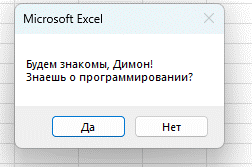 Microsoft Excel
Будем знакомы, Димон!
Знаешь о программировании?
Да
Нет